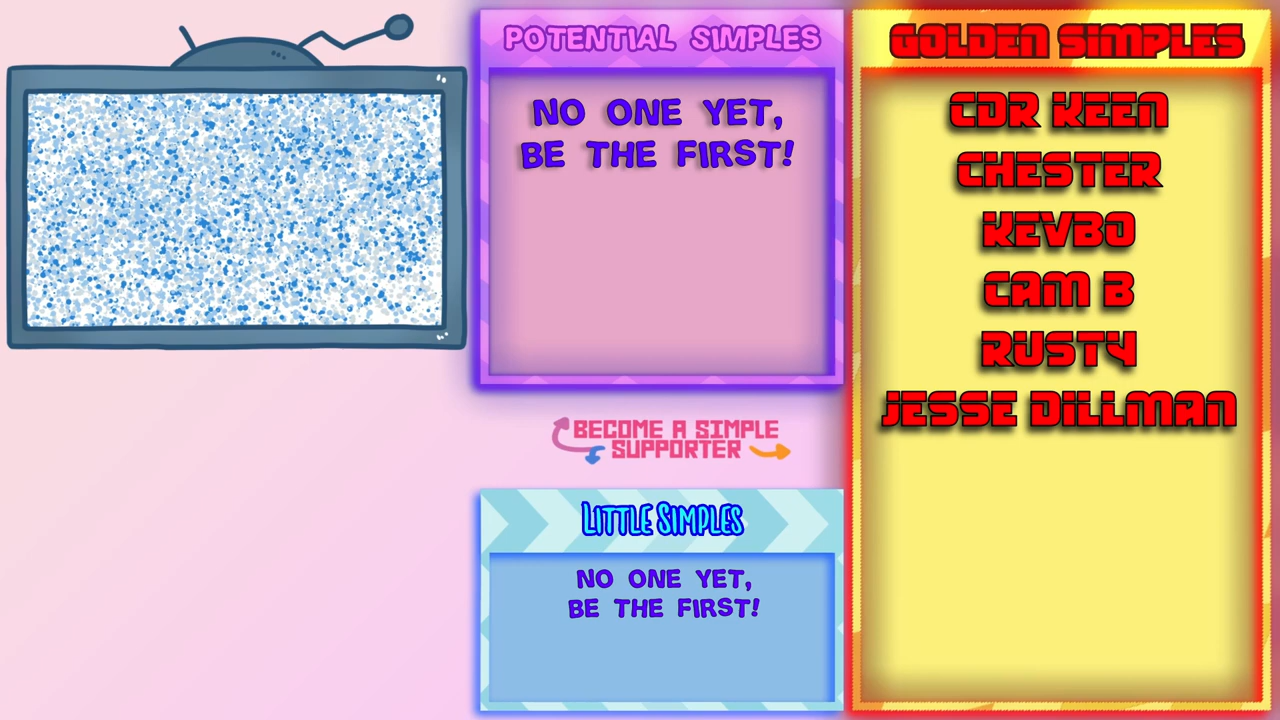 POTENTIAL SIMPLES
NO ONE YET,
BE THE FIRST!
BECOME A SIMPLE
SUPPORTER
LITTLE SIMPLES
NO ONE YET,
BE THE FIRST!
GOLDEN SIMPLES
CDR KEEN
CHESTER
KEVBO
CAM B
RUSTY
JESSE DILLMAN